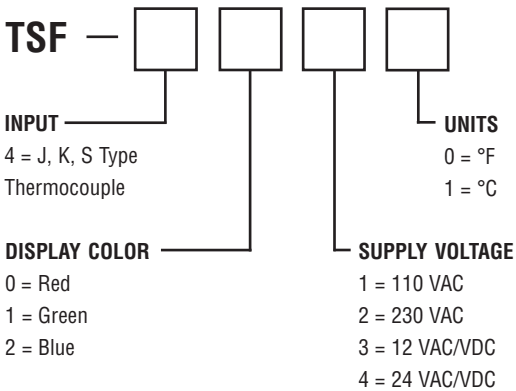 TSF —
INPUT
4 = J, K, S Type
Thermocouple
UNITS
0 = °F
1 = °C
DISPLAY COLOR
0 = Red
1 = Green
2 = Blue
SUPPLY VOLTAGE
1 = 110 VAC
2 = 230 VAC
3 = 12 VAC/VDC
4 = 24 VAC/VDC